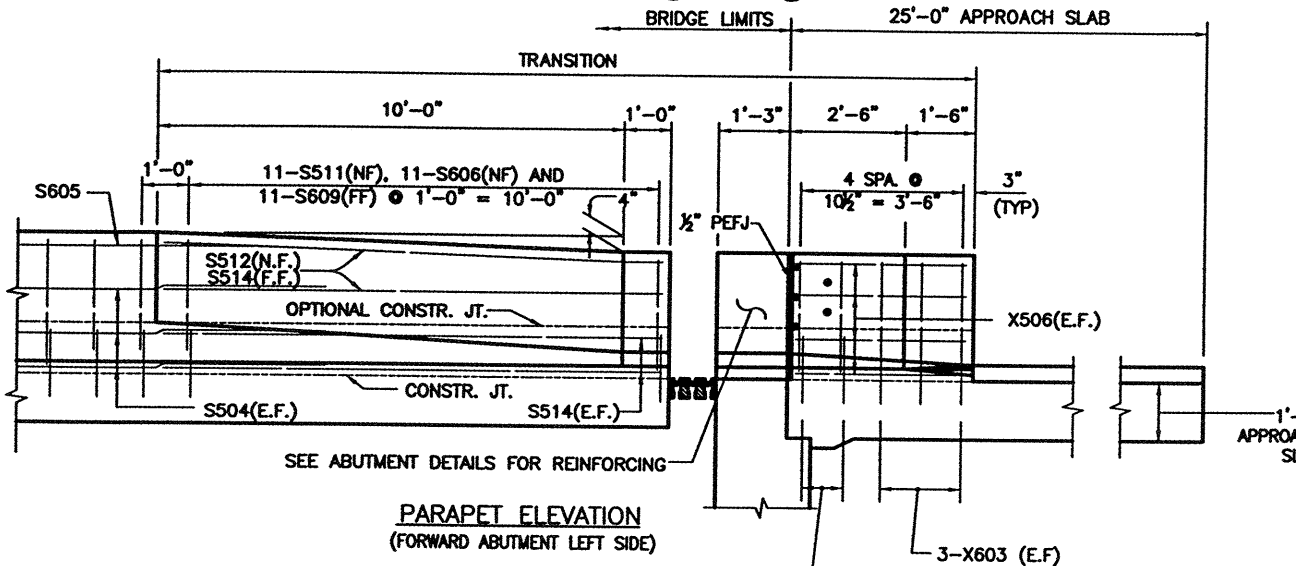 BRIDGE LIMITS
25'-0" APPROACH SLAB
TRANSITION
10'-0"
1'-0"
1'-3"
2'-6"
1'-6"
1'-0"
11-S511(NF), 11-S606(NF) AND
11-S609(FF) @ 1'-0" = 10'-0"
4"
4 SPA. @
10½" = 3'-6"
3"
(TYP)
S605
½" PEFJ
S512(N.F.)
S514(F.F.)
OPTIONAL CONSTR. JT.
X506(E.F.)
CONSTR. JT.
S504(E.F.)
S514(E.F.)
1'-
SEE ABUTMENT DETAILS FOR REINFORCING
PARAPET ELEVATION
(FORWARD ABUTMENT LEFT SIDE)
3-X603 (E.F)